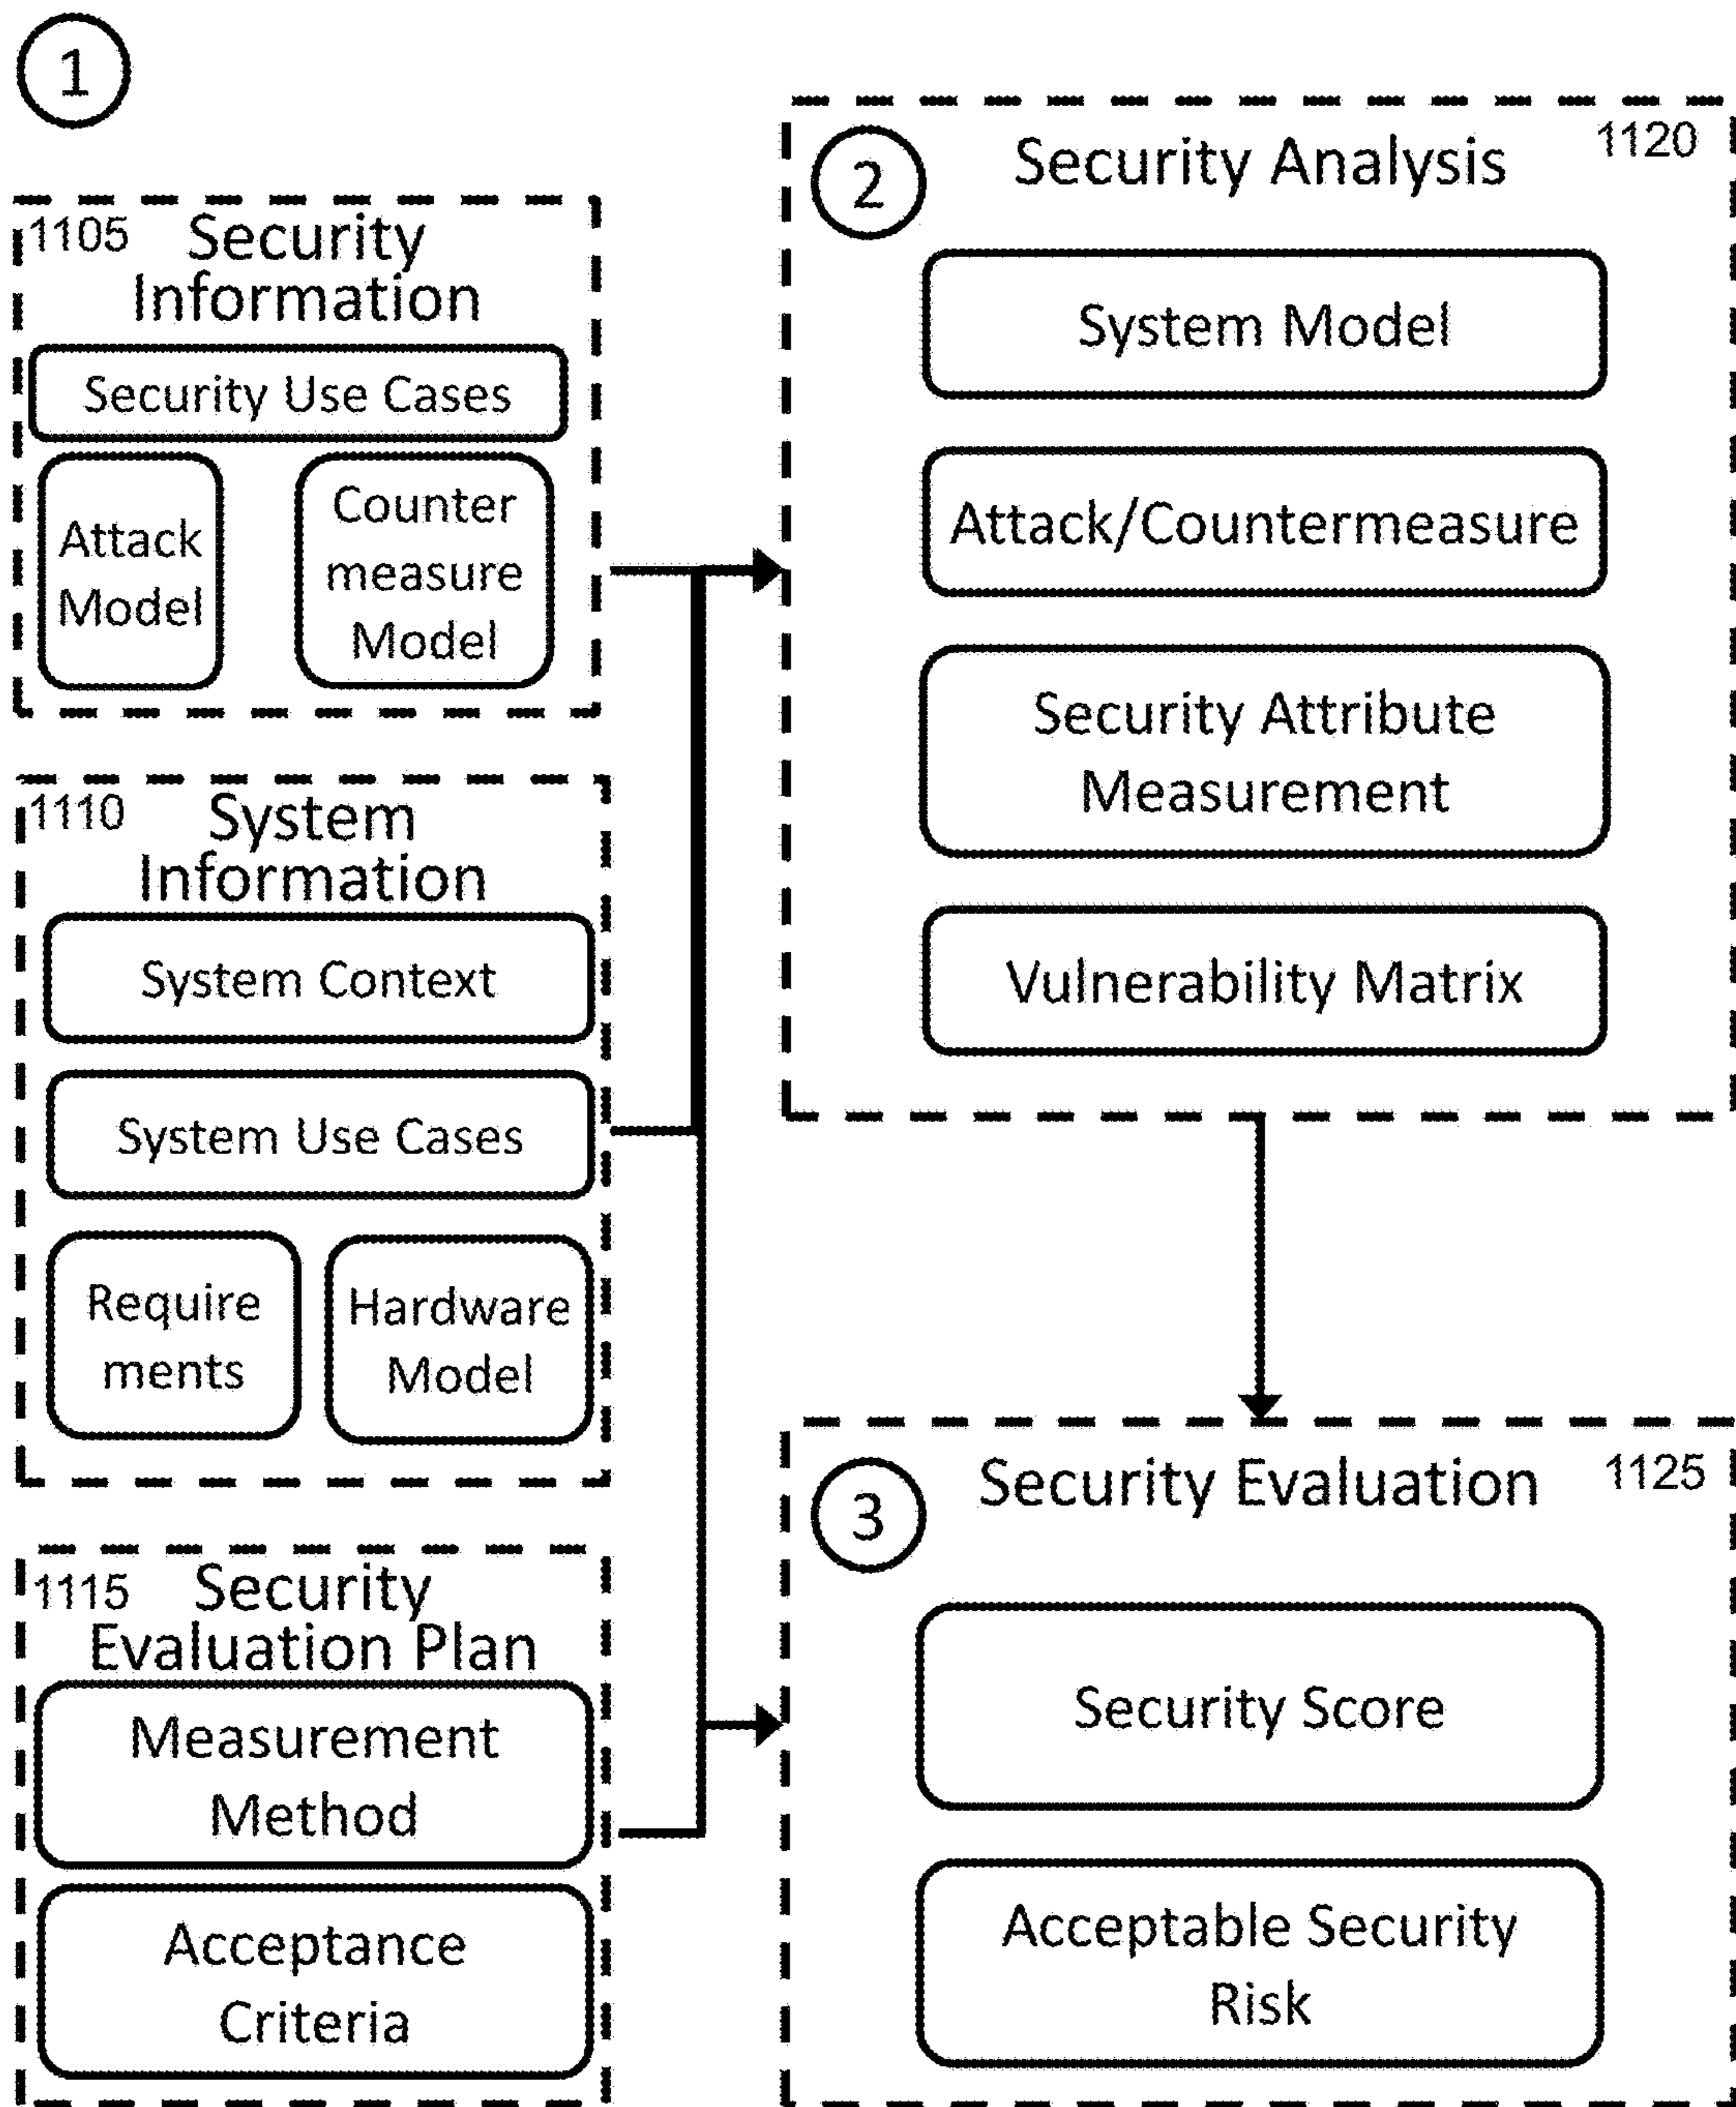 1
1105
Security
Information
Security Use Cases
Attack
Model
Counter
measure
Model
1110
System
Information
System Context
System Use Cases
Require
ments
Hardware
Model
1115
Security
Evaluation Plan
Measurement
Method
Acceptance
Criteria
2
Security Analysis
1120
System Model
Attack/Countermeasure
Security Attribute
Measurement
Vulnerability Matrix
3
Security Evaluation
1125
Security Score
Acceptable Security
Risk